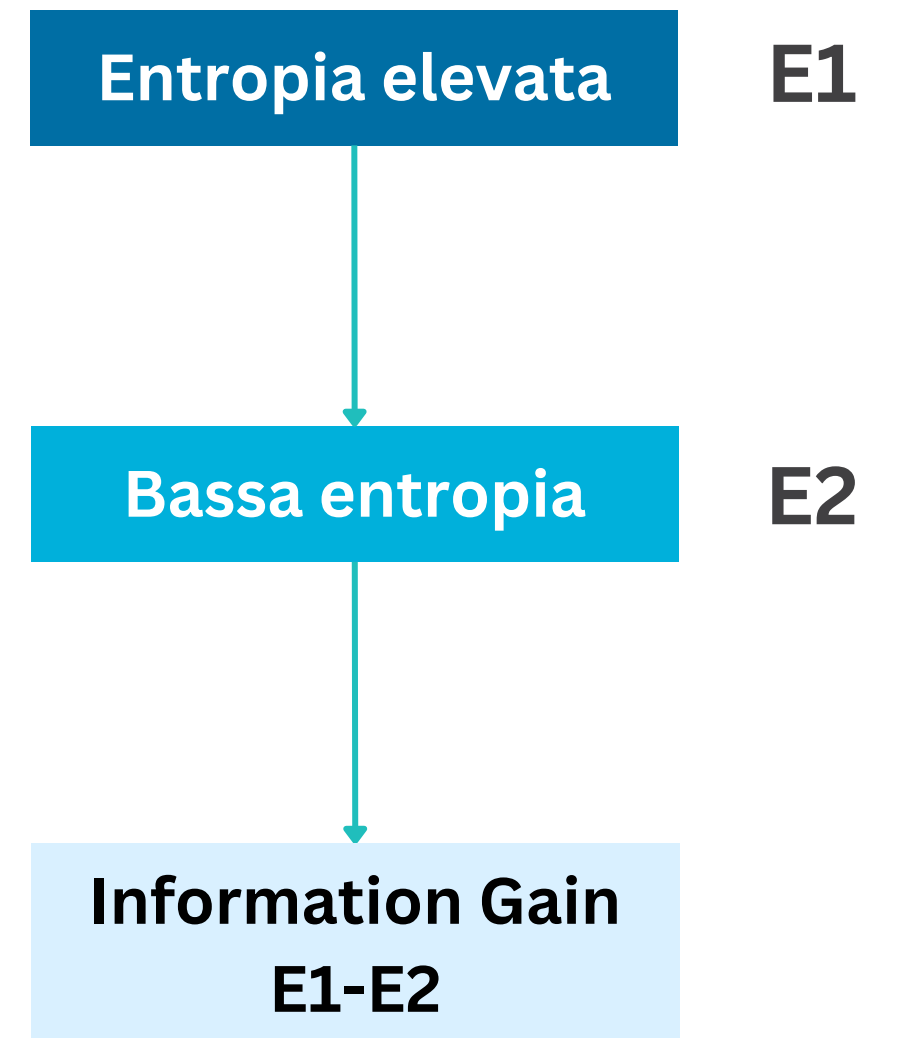 Entropia elevata
E1
Bassa entropia
E2
Information Gain
E1-E2